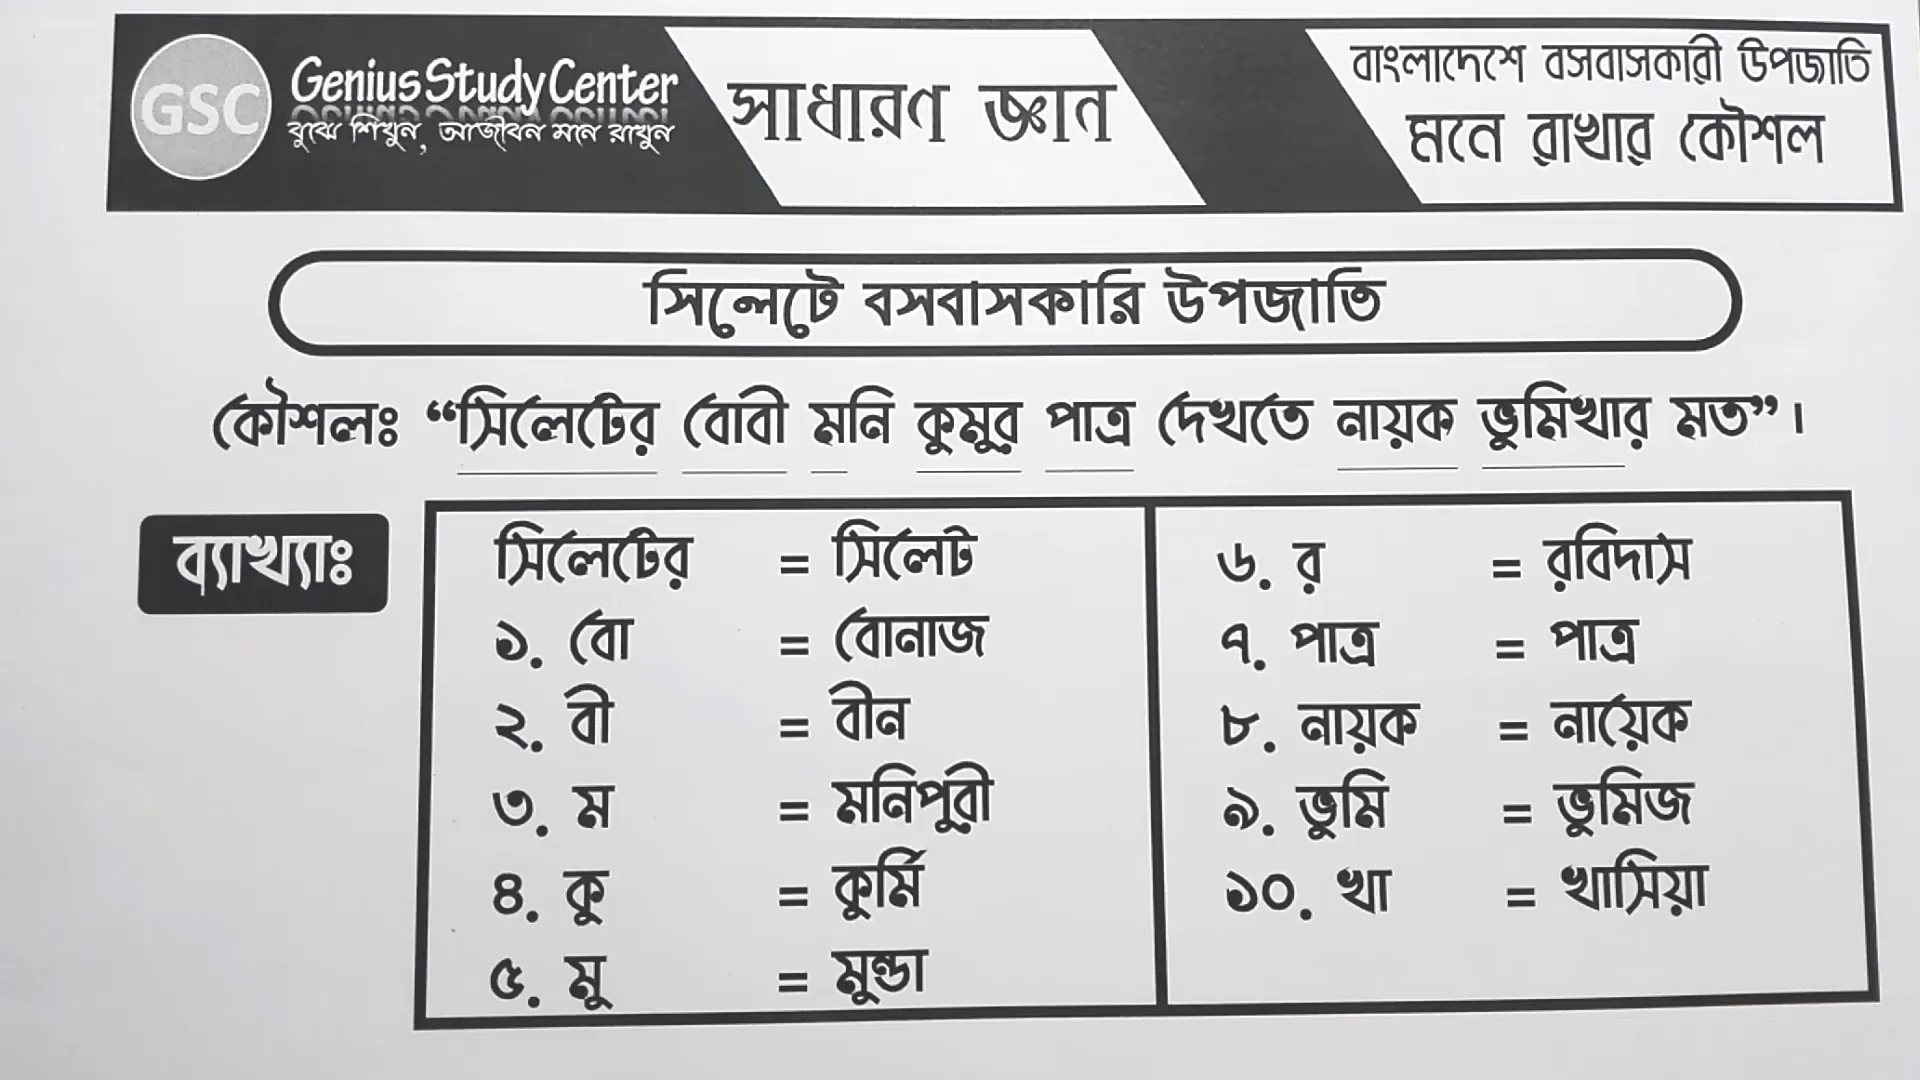 GSC
Genius Study Center
বুঝে শিখুন, আজীবন মনে রাখুন
সাধারণ জ্ঞান
বাংলাদেশে বসবাসকারী উপজাতি
মনে রাখার কৌশল
সিলেটে বসবাসকারি উপজাতি
কৌশলঃ “সিলেটের বোবী মনি কুমুর পাত্র দেখতে নায়ক ভুমিখার মত”।
ব্যাখ্যাঃ
সিলেটের = সিলেট
১. বো = বোনাজ
২. বী = বীন
৩. ম = মনিপুরী
৪. কু = কুর্মি
৫. মু = মুন্ডা
৬. র = রবিদাস
৭. পাত্র = পাত্র
৮. নায়ক = নায়েক
৯. ভুমি = ভুমিজ
১০. খা = খাসিয়া